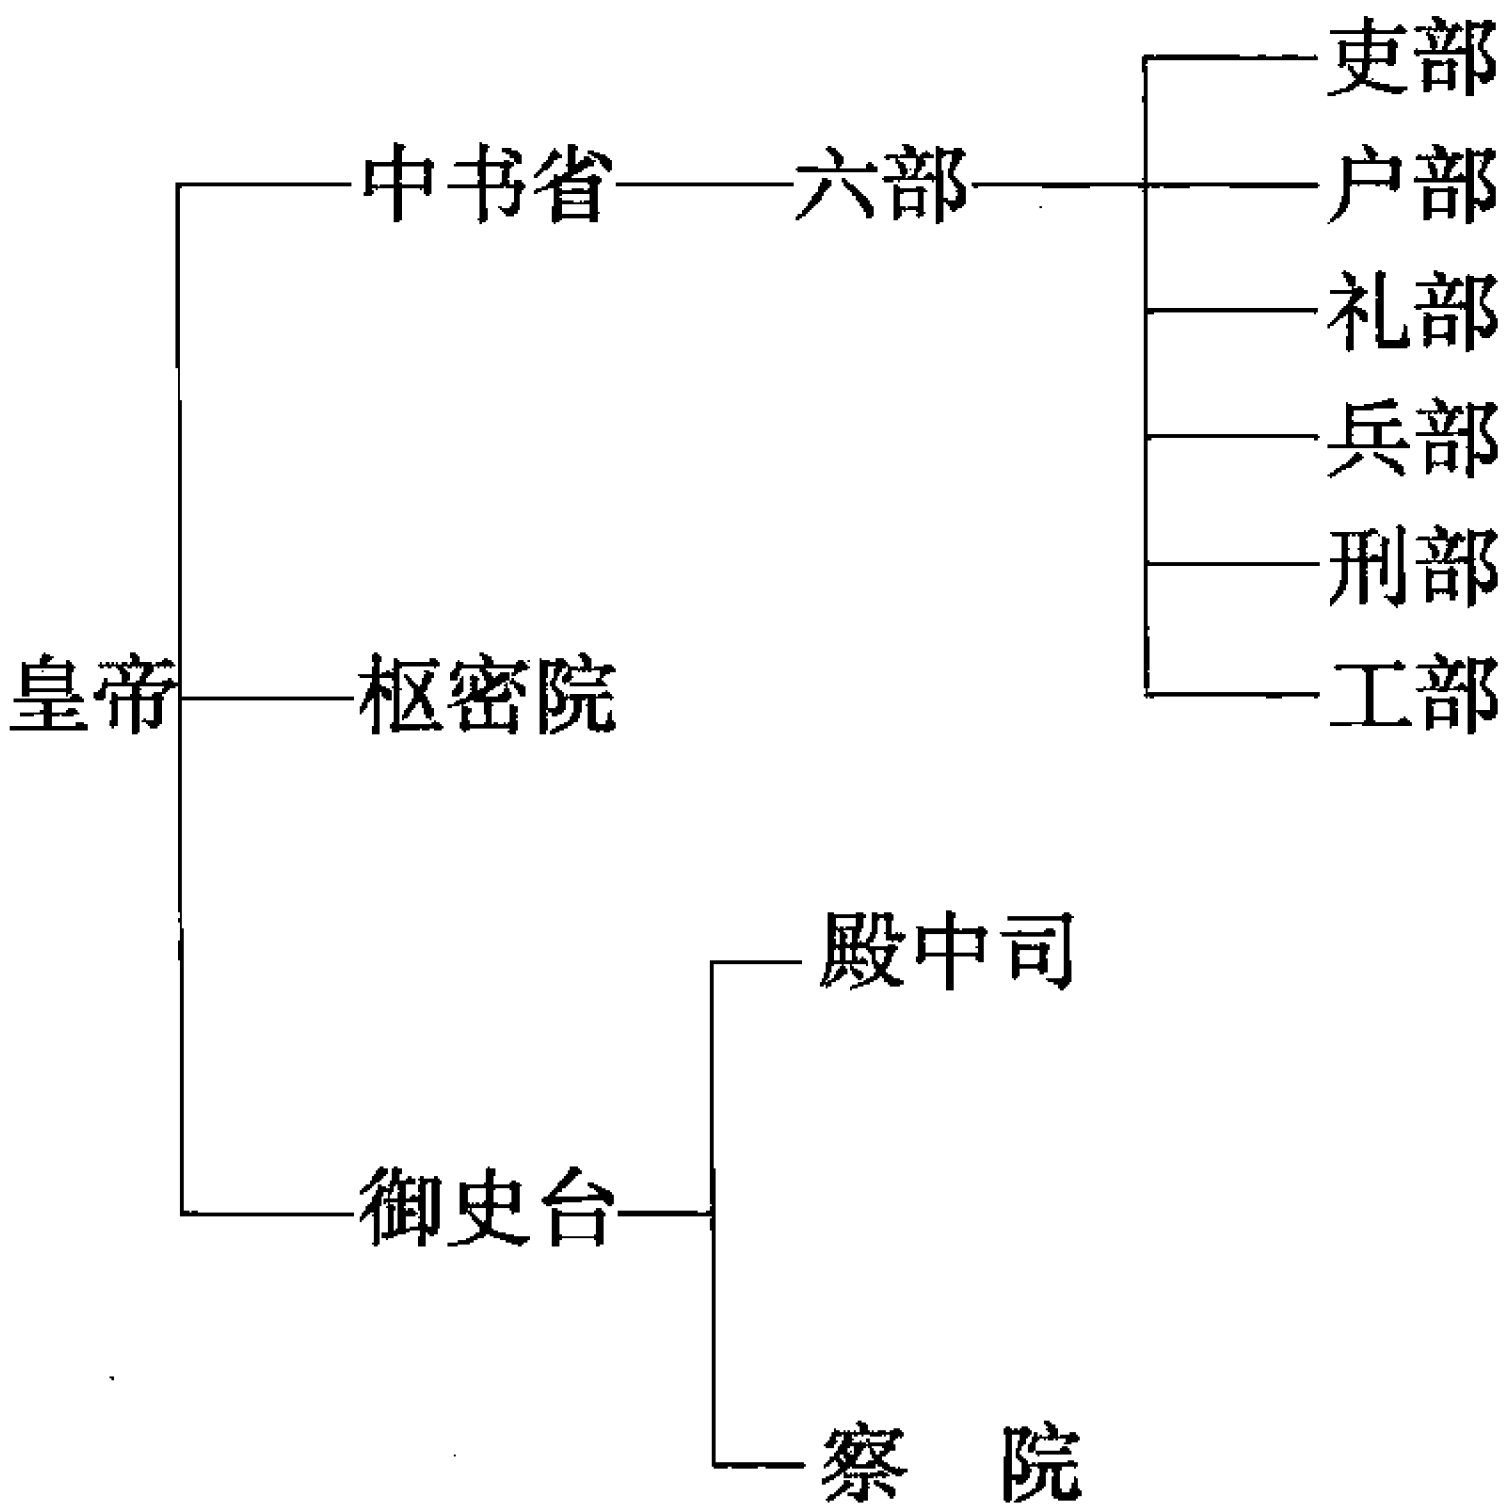 吏部
中书省
六部
户部
礼部
兵部
刑部
皇帝
枢密院
工部
殿中司
御史台
察 院